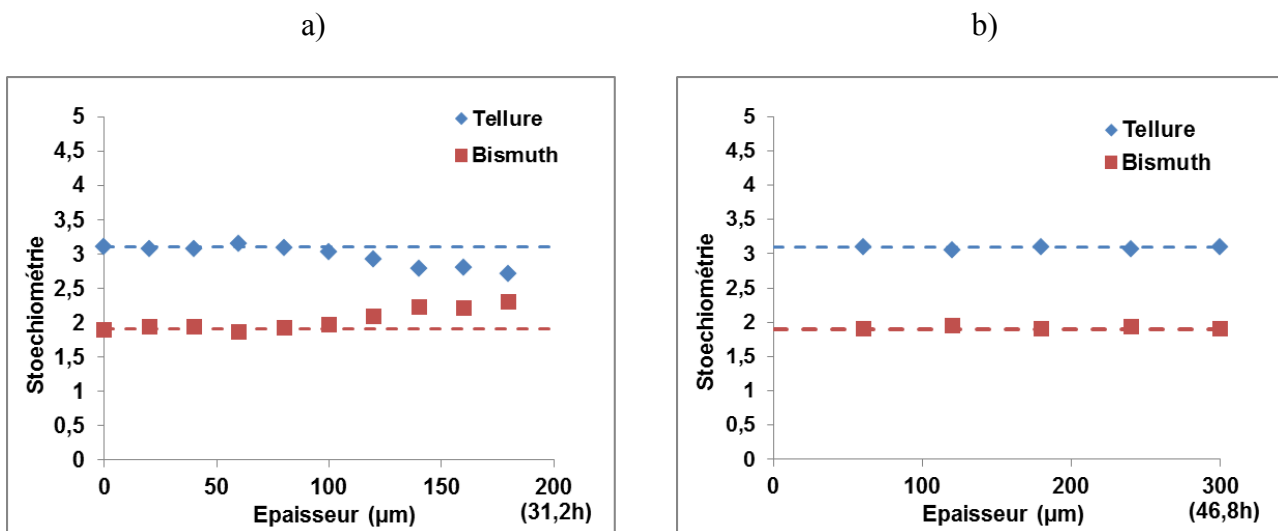 a)
5
4,5
4
3,5
3
2,5
2
1,5
1
0,5
0
Stoechiométrie
Tellure
Bismuth
0
50
100
150
200
(31,2h)
Epaisseur (µm)
b)
5
4,5
4
3,5
3
2,5
2
1,5
1
0,5
0
Stoechiométrie
Tellure
Bismuth
0
100
200
300
(46,8h)
Epaisseur (µm)